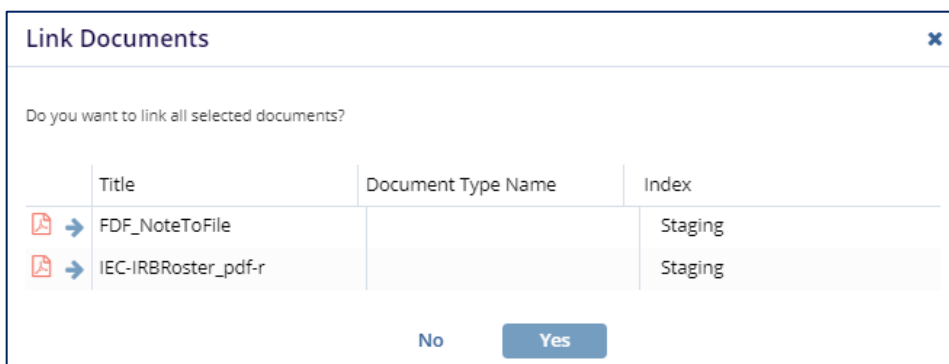 Link Documents
Do you want to link all selected documents?
Title Document Type Name Index
FDF_NoteToFile Staging
IEC-IRBRoster_pdf-r Staging
No Yes